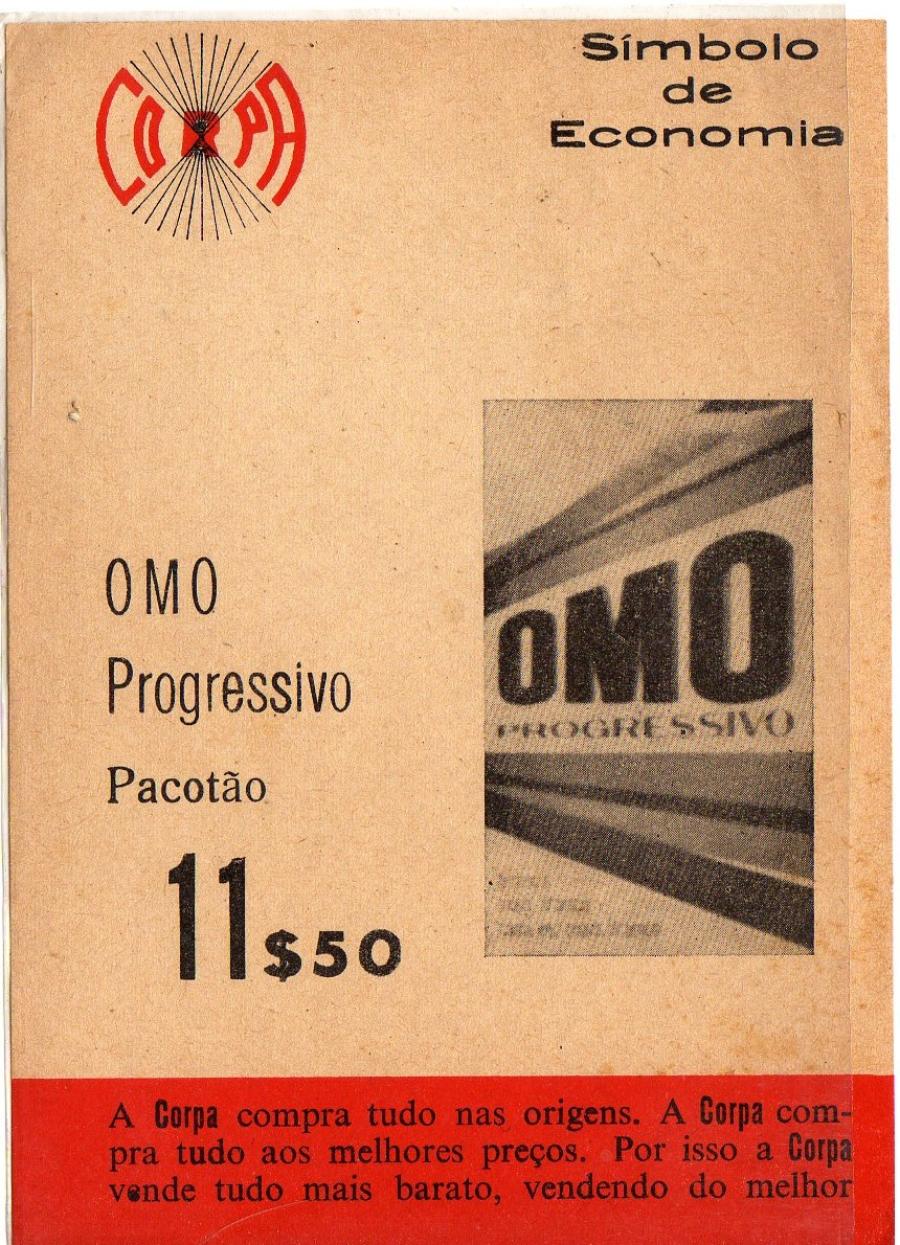 CORPA
Símbolo
de
Economia
OMO
PROGRESSIVO
OMO
Progressivo
Pacotão
11$50
A Corpa compra tudo nas origens. A Corpa com-
pra tudo aos melhores preços. Por isso a Corpa
vende tudo mais barato, vendendo do melhor